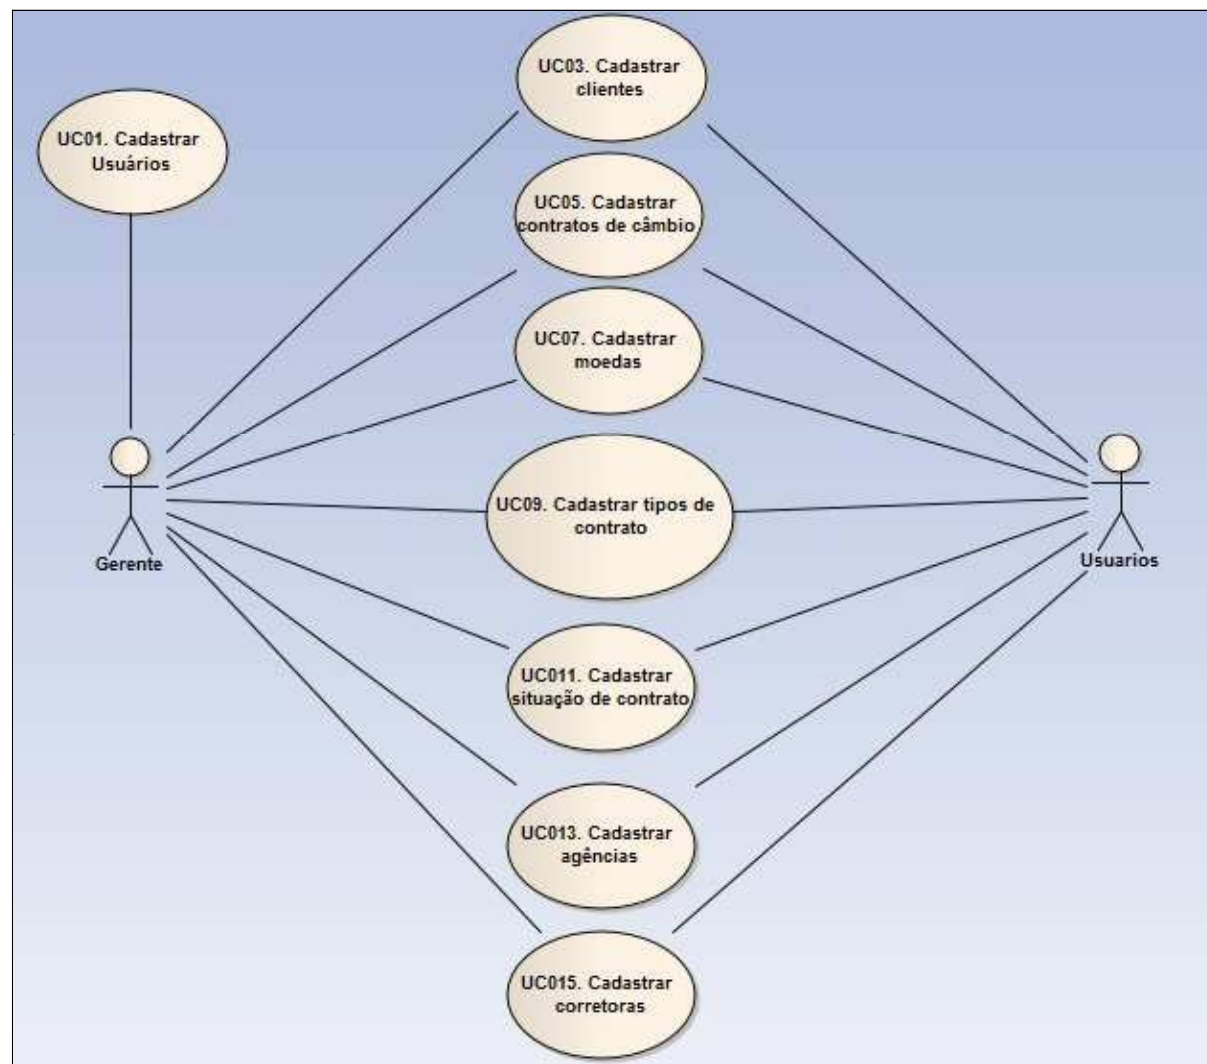 UC03. Cadastrar
clientes
UC01. Cadastrar
Usuários
UC05. Cadastrar
contratos de câmbio
UC07. Cadastrar
moedas
UC09. Cadastrar tipos de
contrato
Gerente
Usuarios
UC011. Cadastrar
situação de contrato
UC013. Cadastrar
agências
UC015. Cadastrar
corretoras